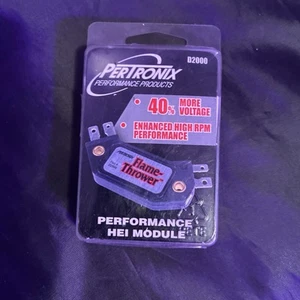 D2000
PERTRONIX
PERFORMANCE PRODUCTS
40% MORE
VOLTAGE
ENHANCED HIGH RPM
PERFORMANCE
Flame-
Thrower
PERFORMANCE
HEI MODULE